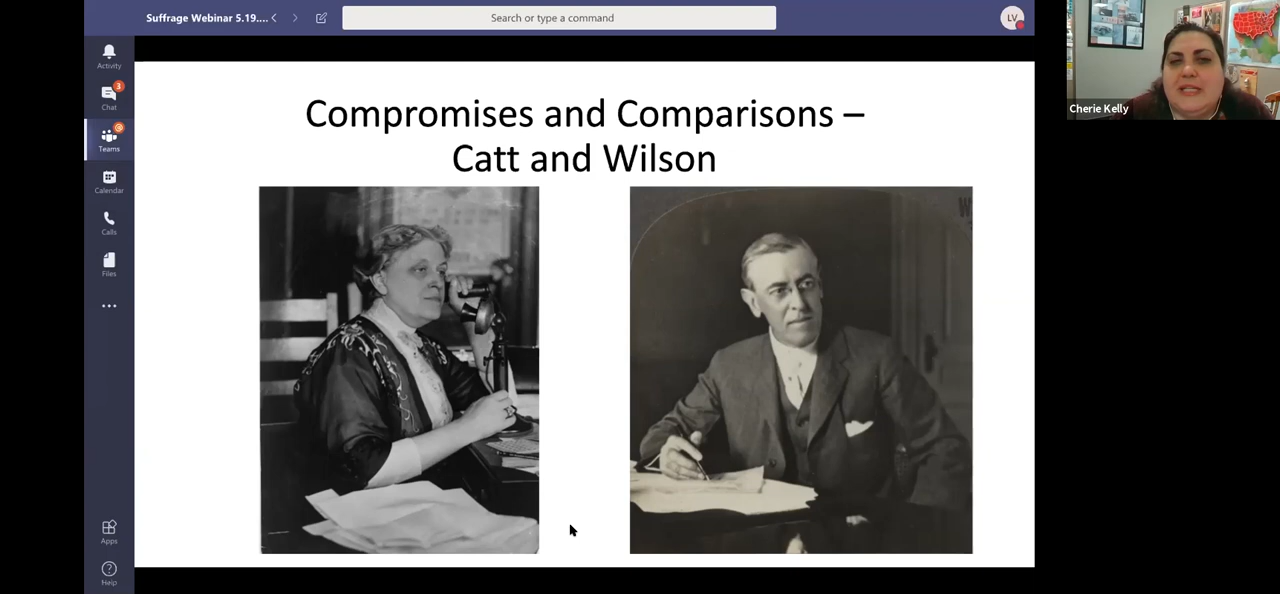 Suffrage Webinar 5.19....
Search or type a command
LV
Activity
3
Chat
Teams
Calendar
Calls
Files
Apps
Help
Compromises and Comparisons –
Catt and Wilson
W
Cherie Kelly